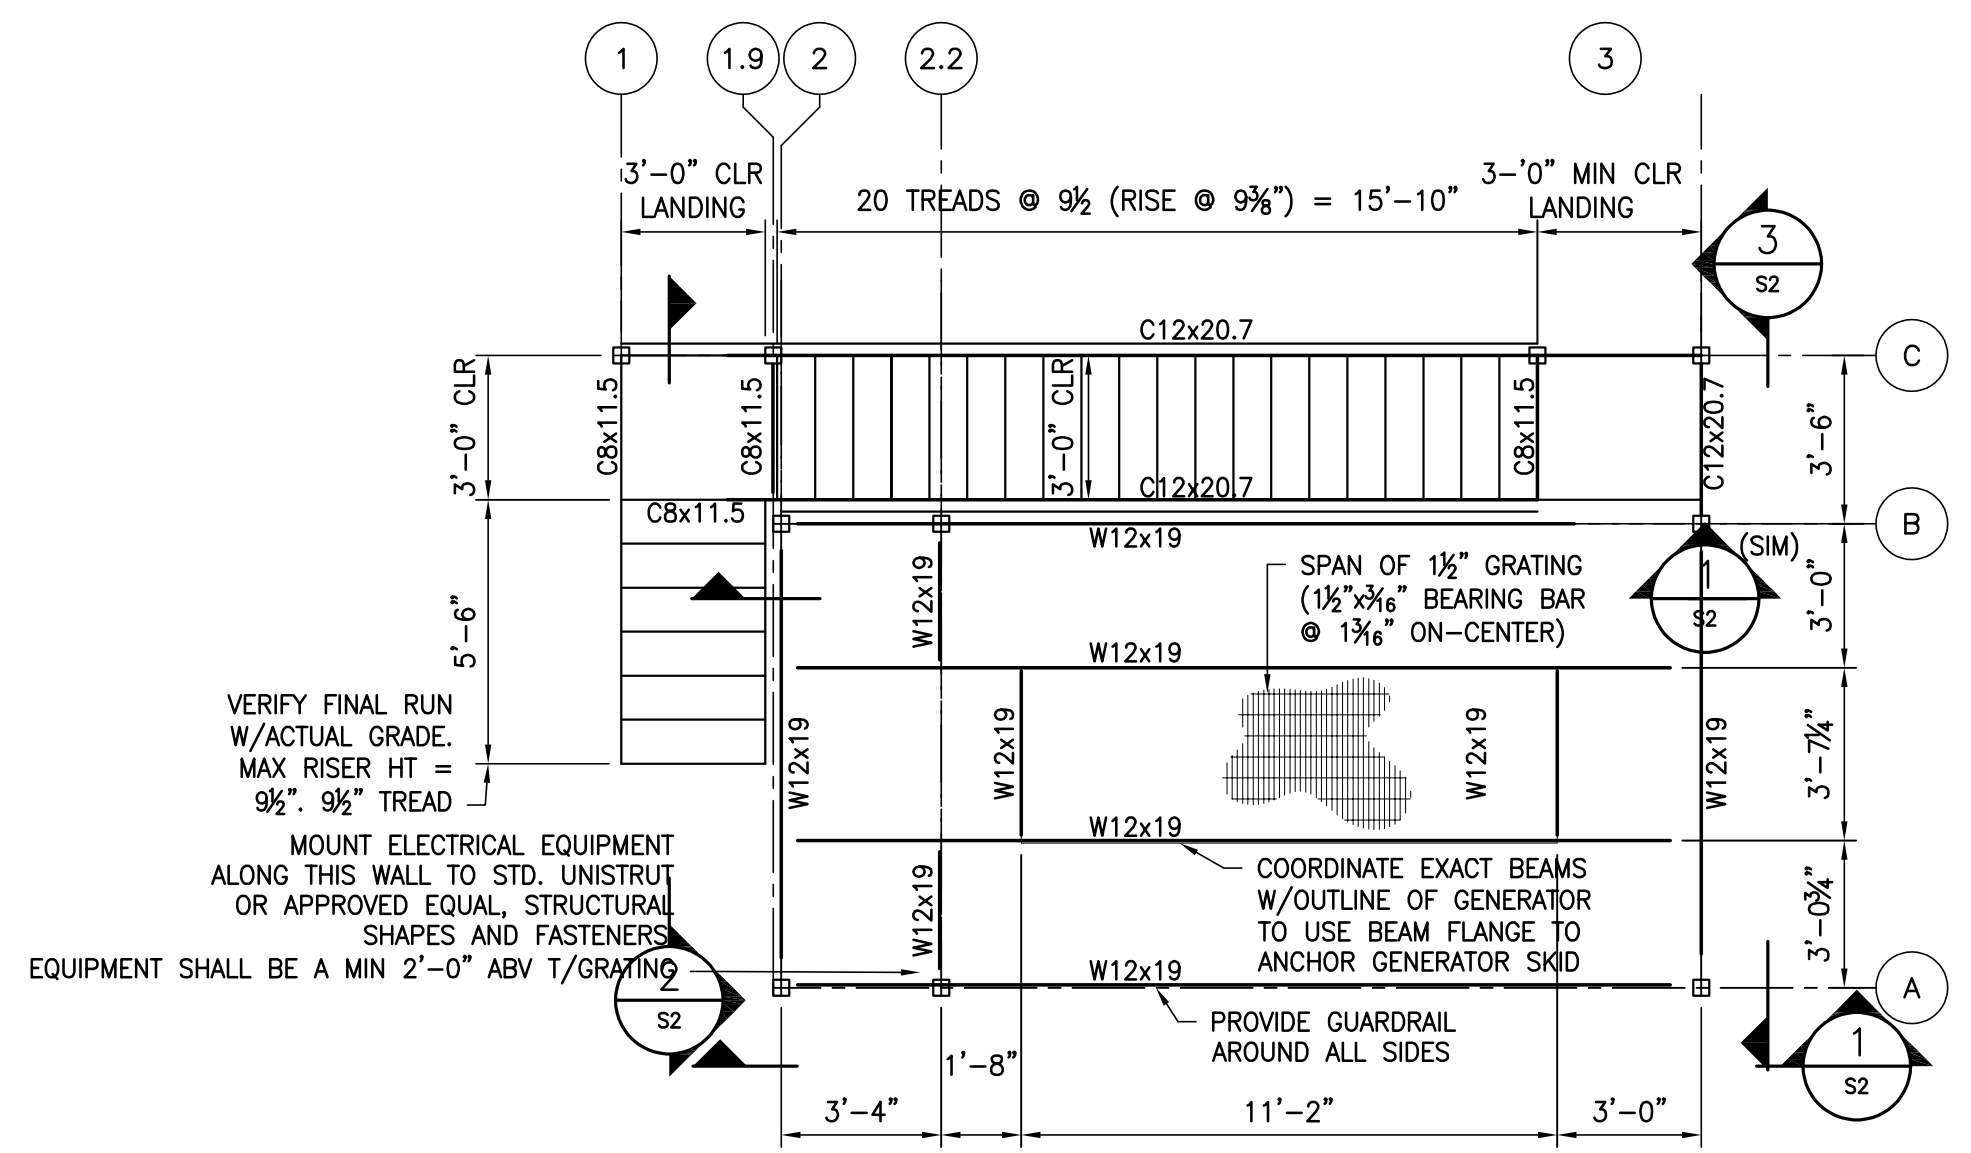 1
1.9
2
2.2
3
3'-0" CLR
LANDING
20 TREADS @ 9½ (RISE @ 9⅜") = 15'-10"
3-'0" MIN CLR
LANDING
3
S2
C12x20.7
C
3'-0" CLR
C8x11.5
C8x11.5
3'-0" CLR
C8x11.5
C12x20.7
3'-6"
C12x20.7
C8x11.5
B
W12x19
(SIM)
1
S2
W12x19
SPAN OF 1½" GRATING
(1½"x3/16" BEARING BAR
@ 1 3/16" ON-CENTER)
3'-0"
5'-6"
W12x19
VERIFY FINAL RUN
W/ACTUAL GRADE.
MAX RISER HT =
9½". 9½" TREAD
W12x19
W12x19
W12x19
W12x19
3'-7¼"
W12x19
MOUNT ELECTRICAL EQUIPMENT
ALONG THIS WALL TO STD. UNISTRUT
OR APPROVED EQUAL, STRUCTURAL
SHAPES AND FASTENERS.
EQUIPMENT SHALL BE A MIN 2'-0" ABV T/GRATING
W12x19
COORDINATE EXACT BEAMS
W/OUTLINE OF GENERATOR
TO USE BEAM FLANGE TO
ANCHOR GENERATOR SKID
3'-0¾"
W12x19
A
2
S2
PROVIDE GUARDRAIL
AROUND ALL SIDES
1
S2
1'-8"
3'-4"
11'-2"
3'-0"